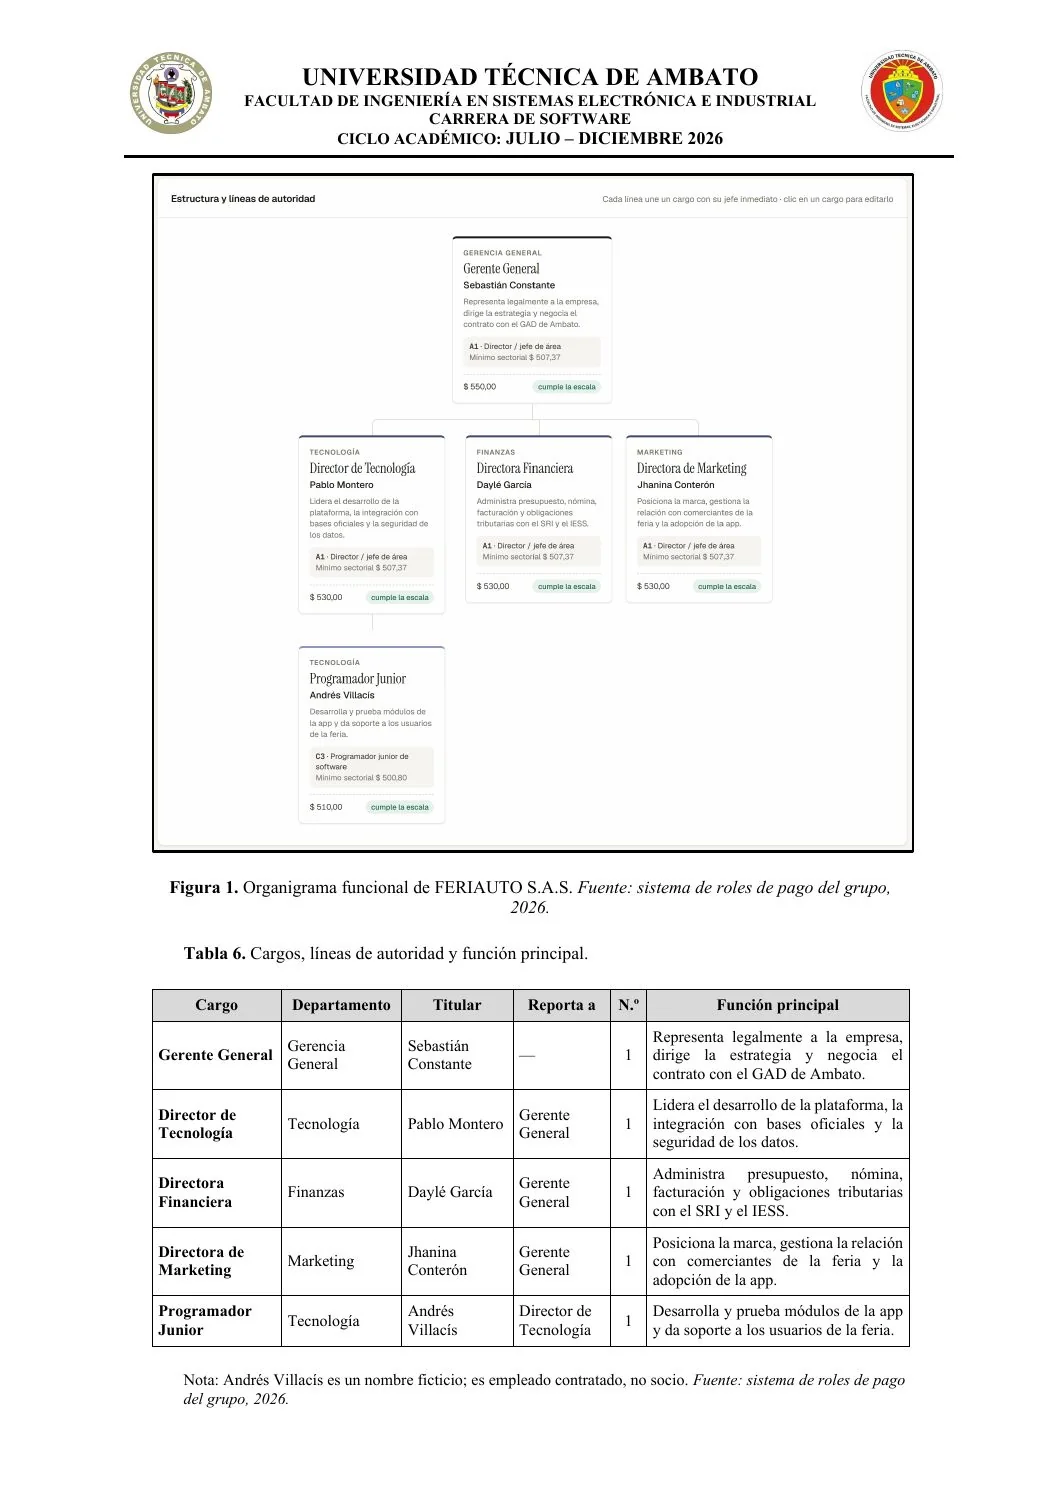 UNIVERSIDAD TÉCNICA DE AMBATO
FACULTAD DE INGENIERÍA EN SISTEMAS ELECTRÓNICA E INDUSTRIAL
CARRERA DE SOFTWARE
CICLO ACADÉMICO: JULIO – DICIEMBRE 2026
Estructura y líneas de autoridad
Cada línea une un cargo con su jefe inmediato · clic en un cargo para editarlo
GERENCIA GENERAL
Gerente General
Sebastián Constante
Representa legalmente a la empresa,
dirige la estrategia y negocia el
contrato con el GAD de Ambato.
A1 · Director / jefe de área
Mínimo sectorial $ 507,37
$ 550,00
cumple la escala
TECNOLOGÍA
Director de Tecnología
Pablo Montero
Lidera el desarrollo de la
plataforma, la integración con
bases oficiales y la seguridad de
los datos.
A1 · Director / jefe de área
Mínimo sectorial $ 507,37
$ 530,00
cumple la escala
FINANZAS
Directora Financiera
Daylé García
Administra presupuesto, nómina,
facturación y obligaciones
tributarias con el SRI y el IESS.
A1 · Director / jefe de área
Mínimo sectorial $ 507,37
$ 530,00
cumple la escala
MARKETING
Directora de Marketing
Jhanina Conterón
Posiciona la marca, gestiona la
relación con comerciantes de la
feria y la adopción de la app.
A1 · Director / jefe de área
Mínimo sectorial $ 507,37
$ 530,00
cumple la escala
TECNOLOGÍA
Programador Junior
Andrés Villacís
Desarrolla y prueba módulos de
la app y da soporte a los usuarios
de la feria.
C3 · Programador junior de
software
Mínimo sectorial $ 500,80
$ 510,00
cumple la escala
Figura 1. Organigrama funcional de FERIAUTO S.A.S. Fuente: sistema de roles de pago del grupo,
2026.
Tabla 6. Cargos, líneas de autoridad y función principal.
Cargo Departamento Titular Reporta a N.º Función principal
Gerente General
Gerencia
General
Sebastián
Constante
—
1
Representa legalmente a la empresa,
dirige la estrategia y negocia el
contrato con el GAD de Ambato.
Director de
Tecnología
Tecnología
Pablo Montero
Gerente
General
1
Lidera el desarrollo de la plataforma, la
integración con bases oficiales y la
seguridad de los datos.
Directora
Financiera
Finanzas
Daylé García
Gerente
General
1
Administra presupuesto, nómina,
facturación y obligaciones tributarias
con el SRI y el IESS.
Directora de
Marketing
Marketing
Jhanina
Conterón
Gerente
General
1
Posiciona la marca, gestiona la relación
con comerciantes de la feria y la
adopción de la app.
Programador
Junior
Tecnología
Andrés
Villacís
Director de
Tecnología
1
Desarrolla y prueba módulos de la app
y da soporte a los usuarios de la feria.
Nota: Andrés Villacís es un nombre ficticio; es empleado contratado, no socio. Fuente: sistema de roles de pago
del grupo, 2026.